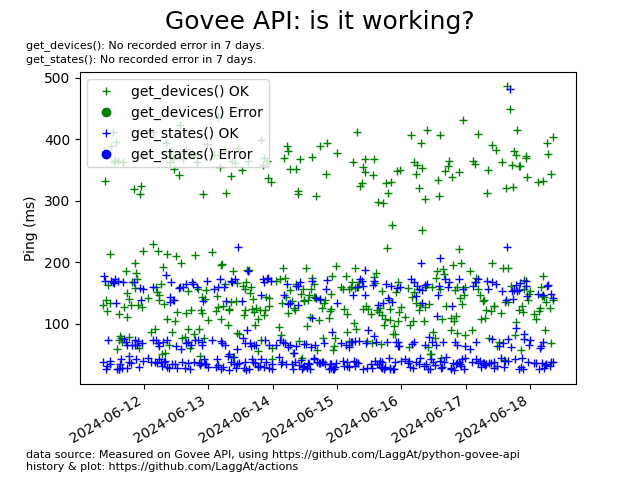 Govee API: is it working?
get_devices(): No recorded error in 7 days.
get_states(): No recorded error in 7 days.
500
400
300
200
100
Ping (ms)
get_devices() OK
get_devices() Error
get_states() OK
get_states() Error
2024-06-12
2024-06-13
2024-06-14
2024-06-15
2024-06-16
2024-06-17
2024-06-18
data source: Measured on Govee API, using https://github.com/LaggAt/python-govee-api
history & plot: https://github.com/LaggAt/actions